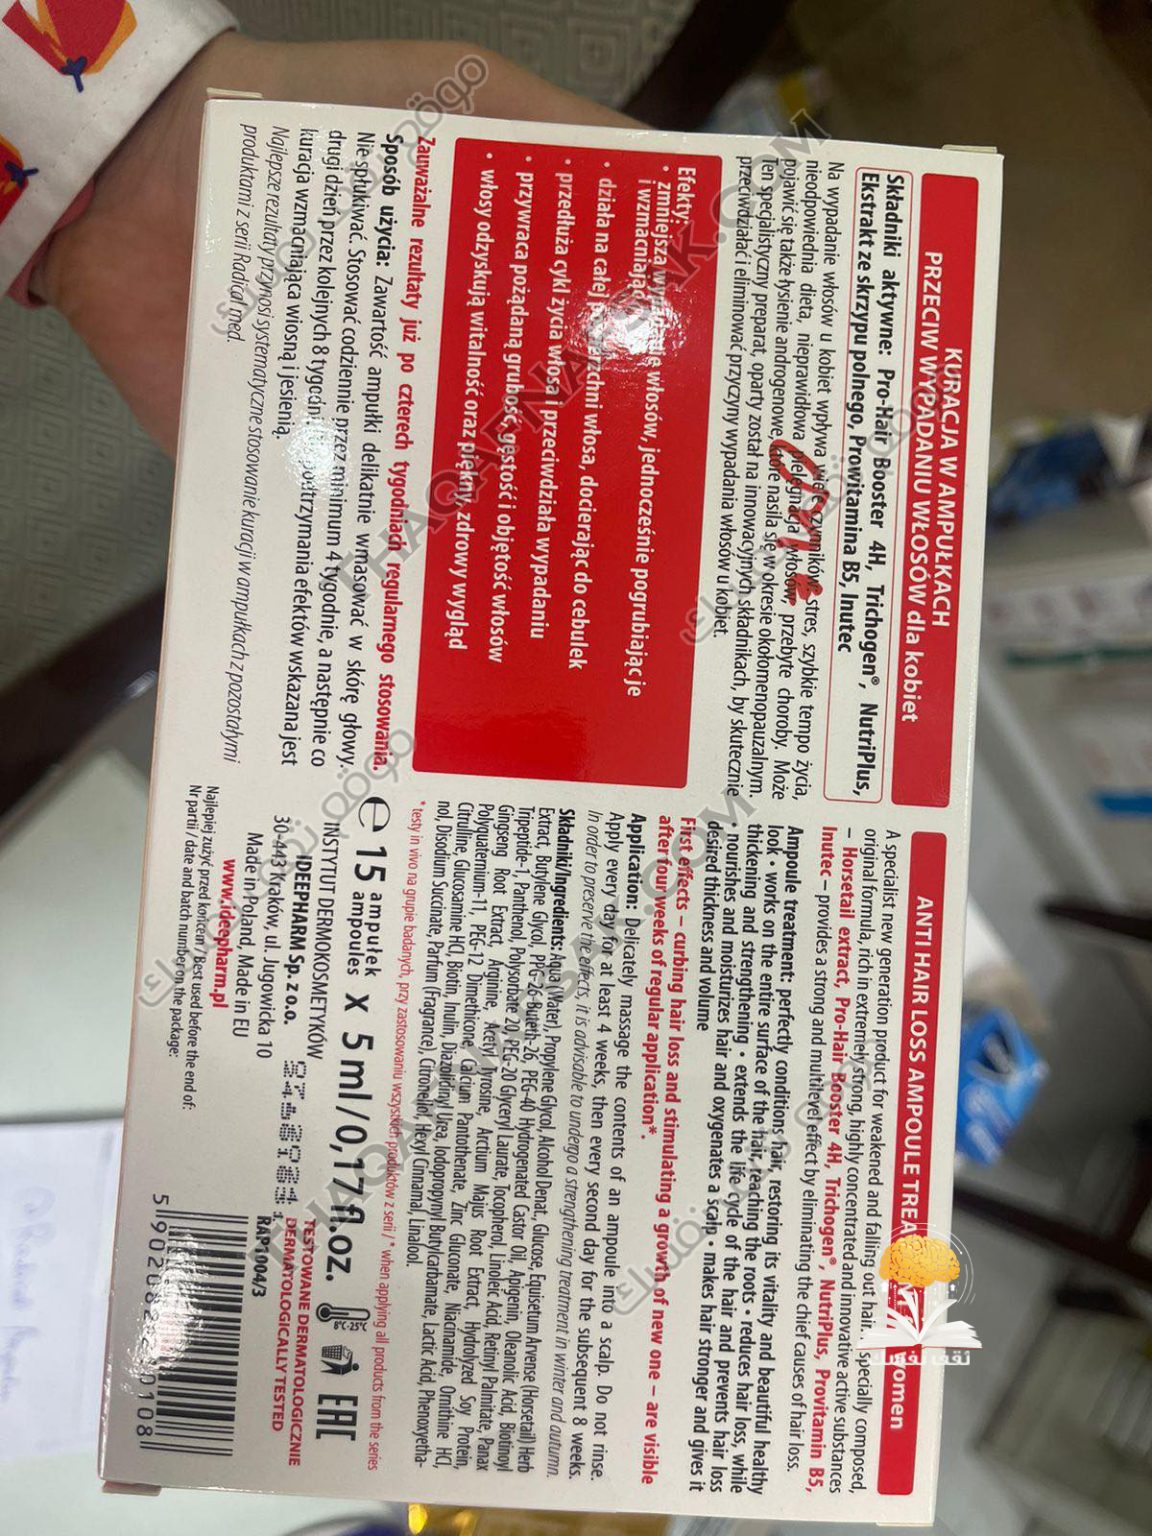 KURACJA W AMPUŁKACH
PRZECIW WYPADANIU WŁOSÓW dla kobiet
Składniki aktywne: Pro-Hair Booster 4H, Trichogen®, NutriPlus,
Ekstrakt ze skrzypu polnego, Prowitamina B5, Inutec
Na wypadanie włosów u kobiet wpływa wiele czynników: stres, szybkie tempo życia,
nieodpowiednia dieta, nieprawidłowa pielęgnacja włosów, przebyte choroby. Może
pojawić się także łysienie androgenowe, które nasila się w okresie okołomenopauzalnym.
Ten specjalistyczny preparat, oparty został na innowacyjnych składnikach, by skutecznie
przeciwdziałać i eliminować przyczyny wypadania włosów u kobiet.
Efekty:
• zmniejsza wypadanie włosów, jednocześnie pogrubiając je
i wzmacniając
• działa na całej powierzchni włosa, docierając do cebulek
• przedłuża cykl życia włosa i przeciwdziała wypadaniu
• przywraca pożądaną grubość, gęstość i objętość włosów
• włosy odzyskują witalność oraz piękny, zdrowy wygląd
Zauważalne rezultaty już po czterech tygodniach regularnego stosowania.
Sposób użycia: Zawartość ampułki delikatnie wmasować w skórę głowy.
Nie spłukiwać. Stosować codziennie przez minimum 4 tygodnie, a następnie co
drugi dzień przez kolejnych 8 tygodni. podtrzymania efektów wskazana jest
kuracja wzmacniająca wiosną i jesienią.
Najlepsze rezultaty przynosi systematyczne stosowanie kuracji w ampułkach z pozostałymi
produktami z serii Radical med.
ANTI HAIR LOSS AMPOULE women
A specialist new generation product for weakened and falling out hair. specially composed,
original formula, rich in extremely strong, highly concentrated and innovative active substances
– Horsetail extract, Pro-Hair Booster 4H, Trichogen®, NutriPlus, Provitamin B5,
Inutec – provides a strong and multilevel effect by eliminating the chief causes of hair loss.
Ampoule treatment: perfectly conditions hair, restoring its vitality and beautiful healthy
look • works on the entire surface of the hair, reaching the roots • reduces hair loss, while
thickening and strengthening • extends the life cycle of the hair and prevents hair loss
• nourishes and moisturizes hair and oxygenates a scalp • makes hair stronger and gives it
desired thickness and volume
First effects – curbing hair loss and stimulating a growth of new one – are visible
after four weeks of regular application*.
Application: Delicately massage the contents of an ampoule into a scalp. Do not rinse.
Apply every day for at least 4 weeks, then every second day for the subsequent 8 weeks.
In order to preserve the effects, it is advisable to undergo a strengthening treatment in winter and autumn.
Składniki/Ingredients: Aqua (Water), Propylene Glycol, Alcohol Denat., Glucose, Equisetum Arvense (Horsetail) Herb
Extract, Butylene Glycol, PPG-26-Buteth-26, PEG-40 Hydrogenated Castor Oil, Apigenin, Oleanolic Acid, Biotinoyl
Tripeptide-1, Panthenol, Polysorbate 20, PEG-20 Glyceryl Laurate, Tocopherol, Linoleic Acid, Retinyl Palmitate, Panax
Ginseng Root Extract, Arginine, Acetyl Tyrosine, Arctium Majus Root Extract, Hydrolyzed Soy Protein,
Polyquaternium-11, PEG-12 Dimethicone, Calcium Pantothenate, Zinc Gluconate, Niacinamide, Ornithine HCl,
Citrulline, Glucosamine HCl, Biotin, Inulin, Diazolidinyl Urea, Iodopropynyl Butylcarbamate, Lactic Acid, Phenoxyetha-
nol, Disodium Succinate, Parfum (Fragrance), Citronellol, Hexyl Cinnamal, Linalool.
* testy in vivo na grupie badanych, przy zastosowaniu wszystkich produktów z serii / * when applying all products from the series
℮ 15 ampułek ampoules x 5 ml/0,17fl.oz.
8°C-25°C
EAC
INSTYTUT DERMOKOSMETYKÓW
IDEEPHARM Sp. z o.o.
30-443 Kraków, ul. Jugowicka 10
Made in Poland, Made in EU
www.ideepharm.pl
TESTOWANE DERMATOLOGICZNIE
DERMATOLOGICALLY TESTED
RAP1004/3
Najlepiej zużyć przed końcem / Best used before the end of:
Nr partii / date and batch number on the package:
THAQAFNAFSAK.COM
THAQAFNAFSAK.COM
ثقف نفسك